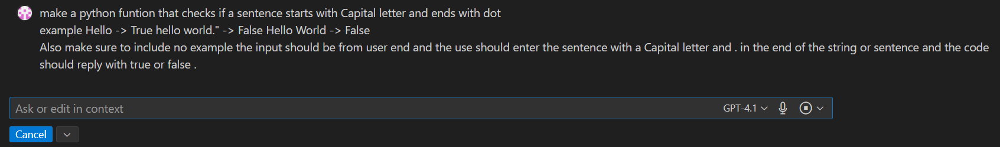 make a python funtion that checks if a sentence starts with Capital letter and ends with dot
example Hello -> True hello world." -> False Hello World -> False
Also make sure to include no example the input should be from user end and the use should enter the sentence with a Capital letter and . in the end of the string or sentence and the code
should reply with true or false .
Ask or edit in context
GPT-4.1
Cancel